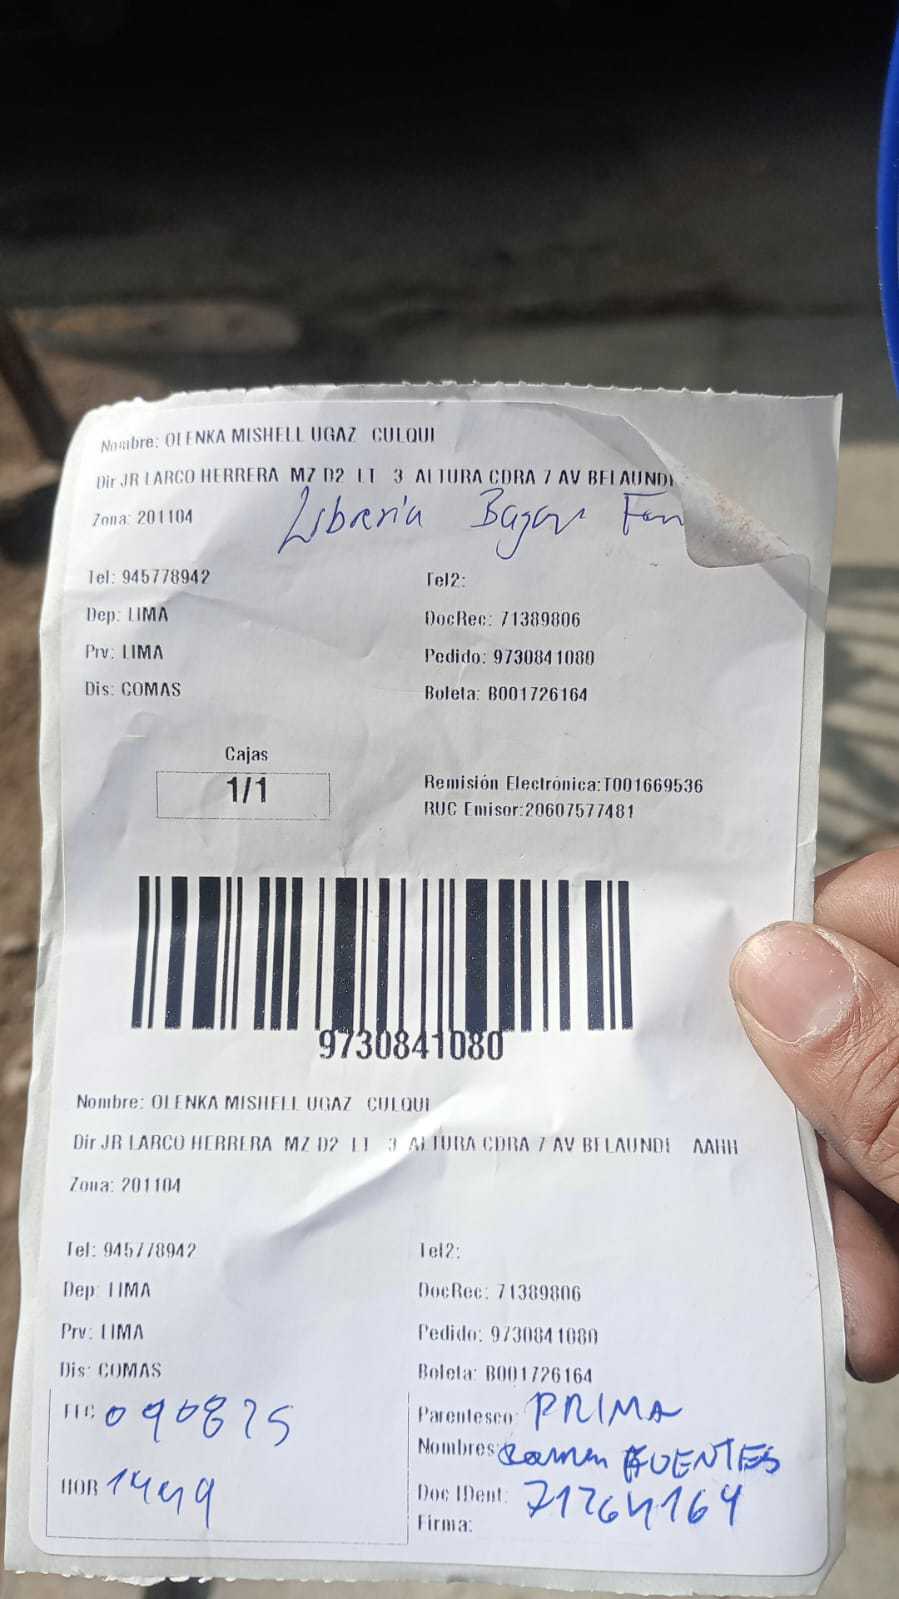 Nombre: OLENKA MISHELL UGAZ CULQUI
Dir JR LARCO HERRERA MZ D2 LT 3 ALTURA CDRA 7 AV BELAUNDE
Zona: 201104
Libreria Bazar
Tel: 945778942 Tel2:
Dep: LIMA DocRec: 71389806
Prv: LIMA Pedido: 9730841080
Dis: COMAS Boleta: B001726164
Cajas
1/1
Remisión Electrónica:T001669536
RUC Emisor:20607577481
9730841080
Nombre: OLENKA MISHELL UGAZ CULQUI
Dir JR LARCO HERRERA MZ D2 LT 3 ALTURA CDRA 7 AV BELAUNDE AAHH
Zona: 201104
Tel: 945778942 Tel2:
Dep: LIMA DocRec: 71389806
Prv: LIMA Pedido: 9730841080
Dis: COMAS Boleta: B001726164
FEC 090825 Parentesco: PRIMA
Nombres: FUENTES
HOR 1449 Doc IDent: 71764164
Firma: